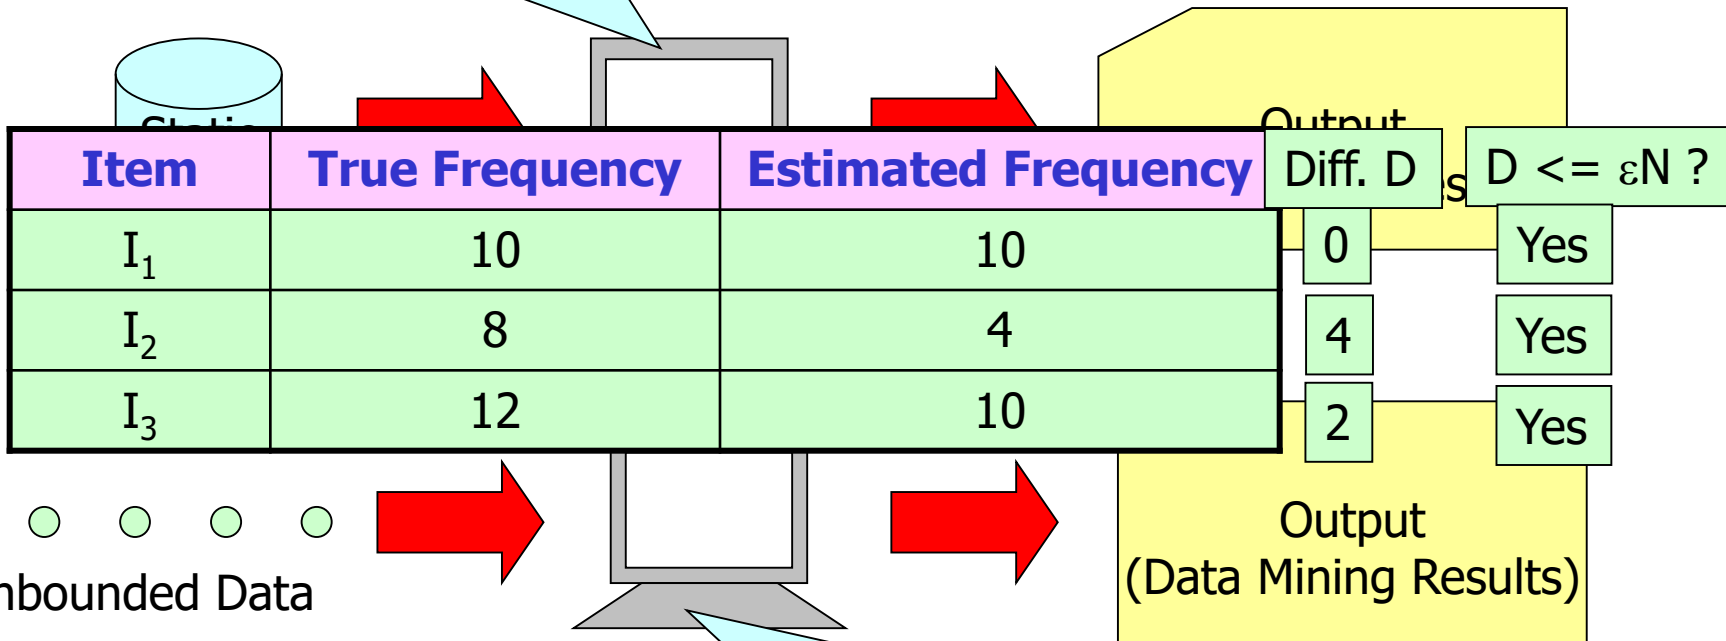 Item True Frequency Estimated Frequency Diff. D D <= εN ?
I₁ 10 10 0 Yes
I₂ 8 4 4 Yes
I₃ 12 10 2 Yes
Output
(Data Mining Results)
Data